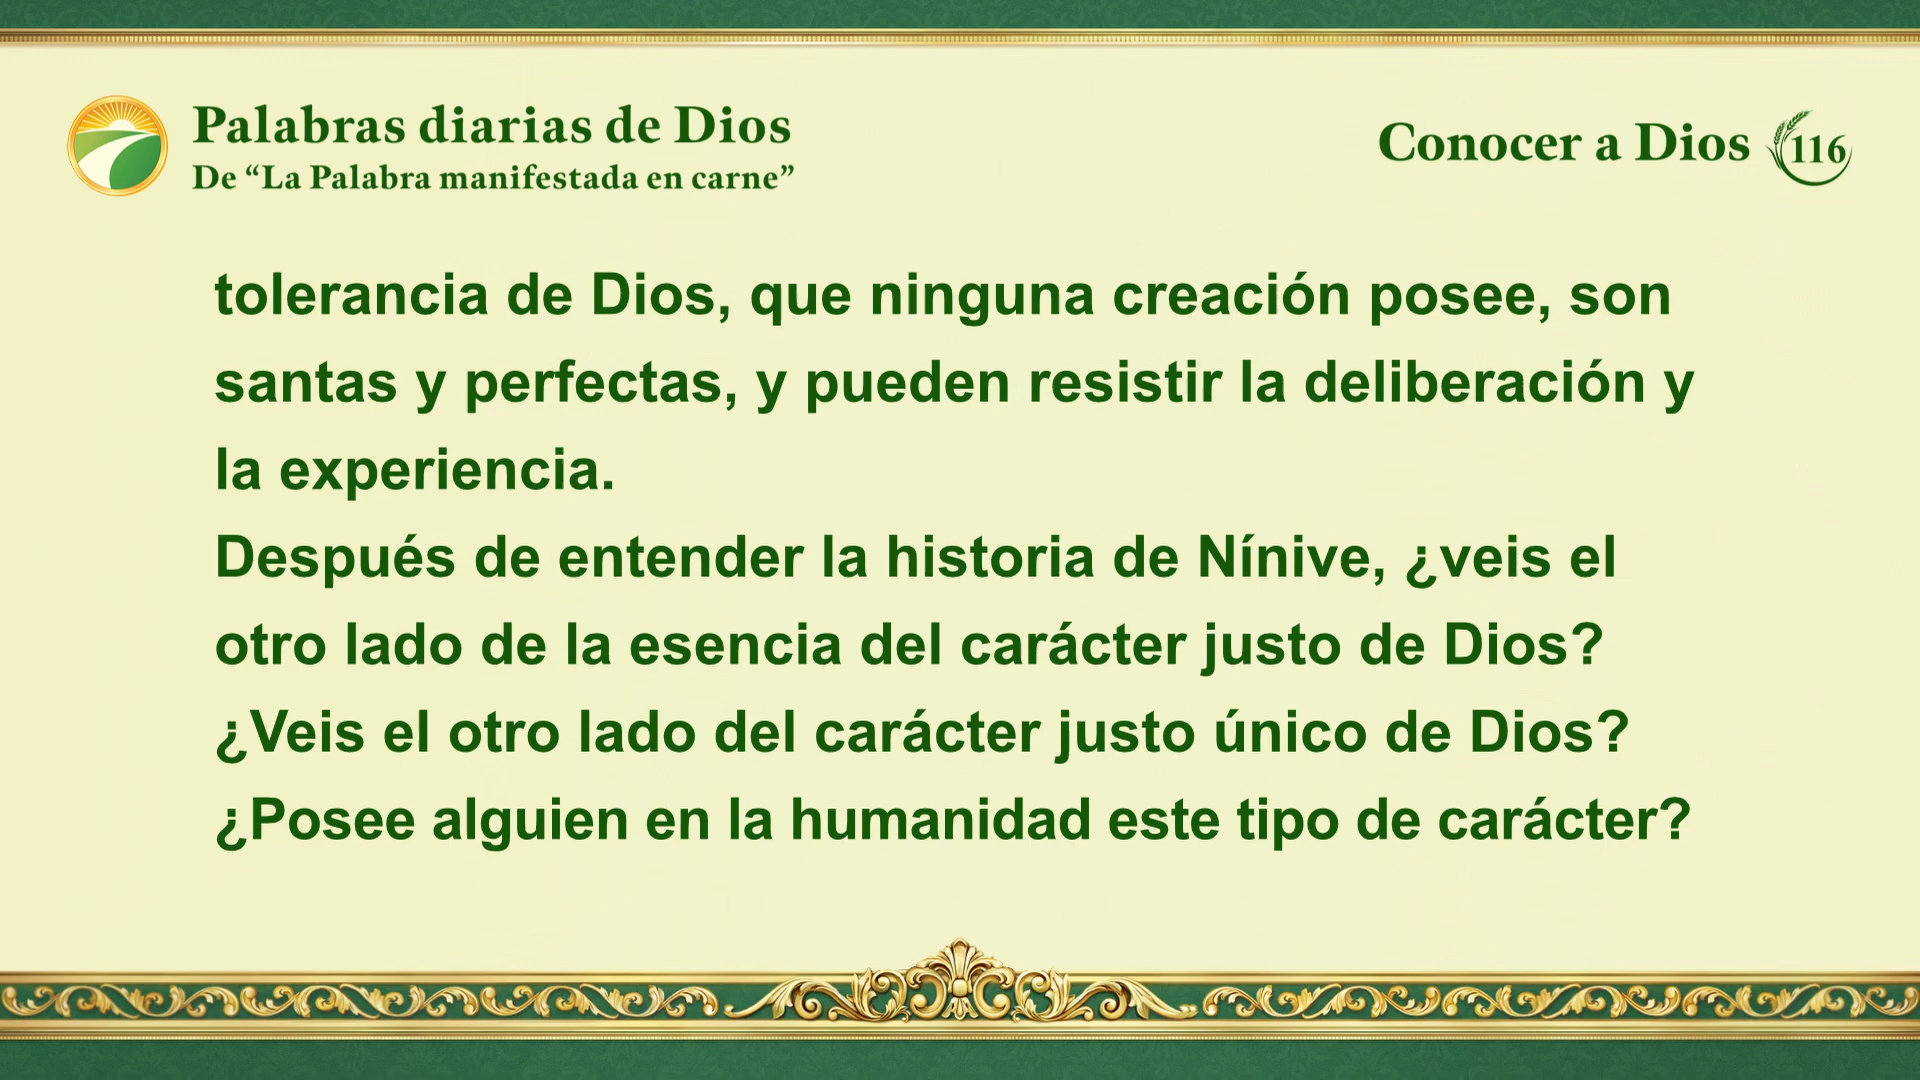 Palabras diarias de Dios
De “La Palabra manifestada en carne”
Conocer a Dios 116
tolerancia de Dios, que ninguna creación posee, son
santas y perfectas, y pueden resistir la deliberación y
la experiencia.
Después de entender la historia de Nínive, ¿veis el
otro lado de la esencia del carácter justo de Dios?
¿Veis el otro lado del carácter justo único de Dios?
¿Posee alguien en la humanidad este tipo de carácter?